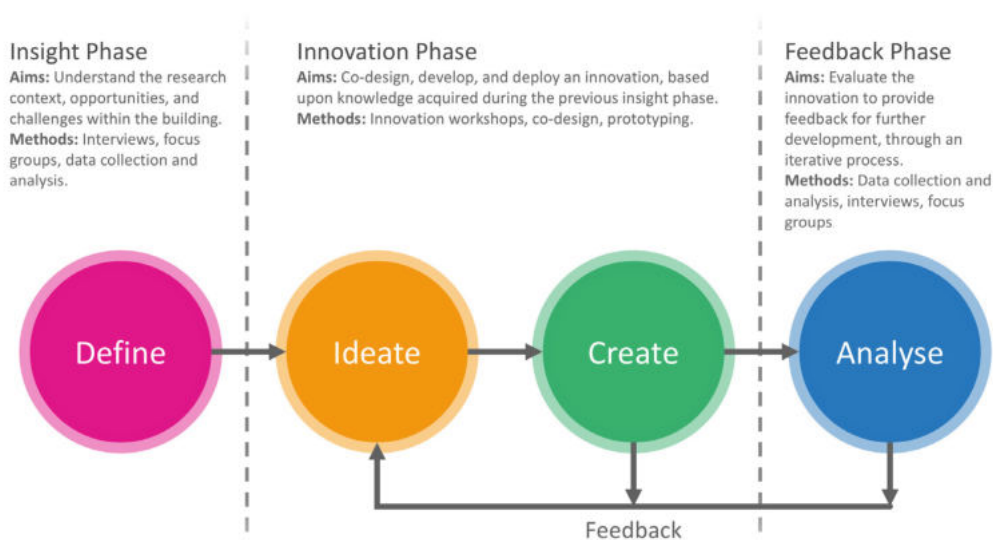 Insight Phase
Aims: Understand the research
context, opportunities, and
challenges within the building.
Methods: Interviews, focus
groups, data collection and
analysis.
Innovation Phase
Aims: Co-design, develop, and deploy an innovation, based
upon knowledge acquired during the previous insight phase.
Methods: Innovation workshops, co-design, prototyping.
Feedback Phase
Aims: Evaluate the
innovation to provide
feedback for further
development, through an
iterative process.
Methods: Data collection and
analysis, interviews, focus
groups
Define
Ideate
Create
Analyse
Feedback